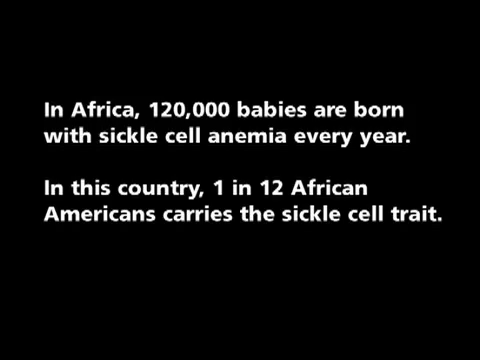 In Africa, 120,000 babies are born
with sickle cell anemia every year.
In this country, 1 in 12 African
Americans carries the sickle cell trait.